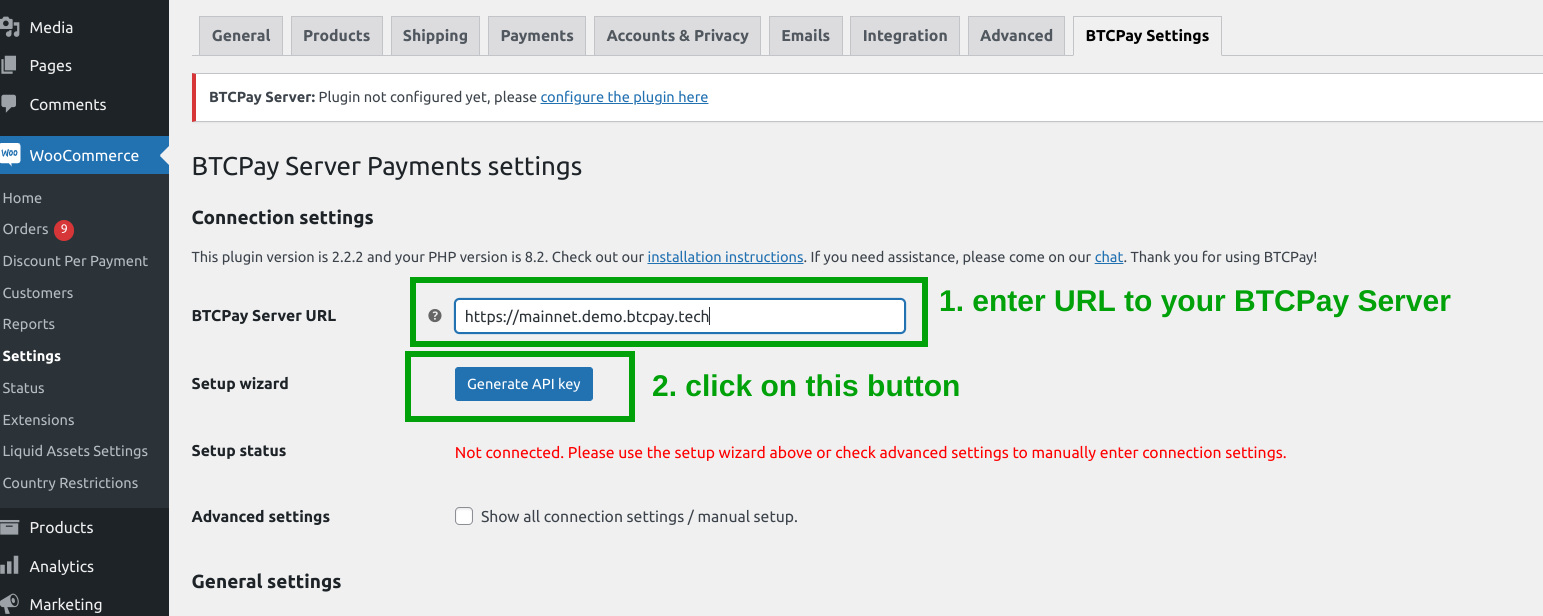 Media
Pages
Comments
Woo WooCommerce
Home
Orders 9
Discount Per Payment
Customers
Reports
Settings
Status
Extensions
Liquid Assets Settings
Country Restrictions
Products
Analytics
Marketing
General Products Shipping Payments Accounts & Privacy Emails Integration Advanced BTCPay Settings
BTCPay Server: Plugin not configured yet, please configure the plugin here
BTCPay Server Payments settings
Connection settings
This plugin version is 2.2.2 and your PHP version is 8.2. Check out our installation instructions. If you need assistance, please come on our chat. Thank you for using BTCPay!
BTCPay Server URL ? https://mainnet.demo.btcpay.tech 1. enter URL to your BTCPay Server
Setup wizard Generate API key 2. click on this button
Setup status Not connected. Please use the setup wizard above or check advanced settings to manually enter connection settings.
Advanced settings Show all connection settings / manual setup.
General settings